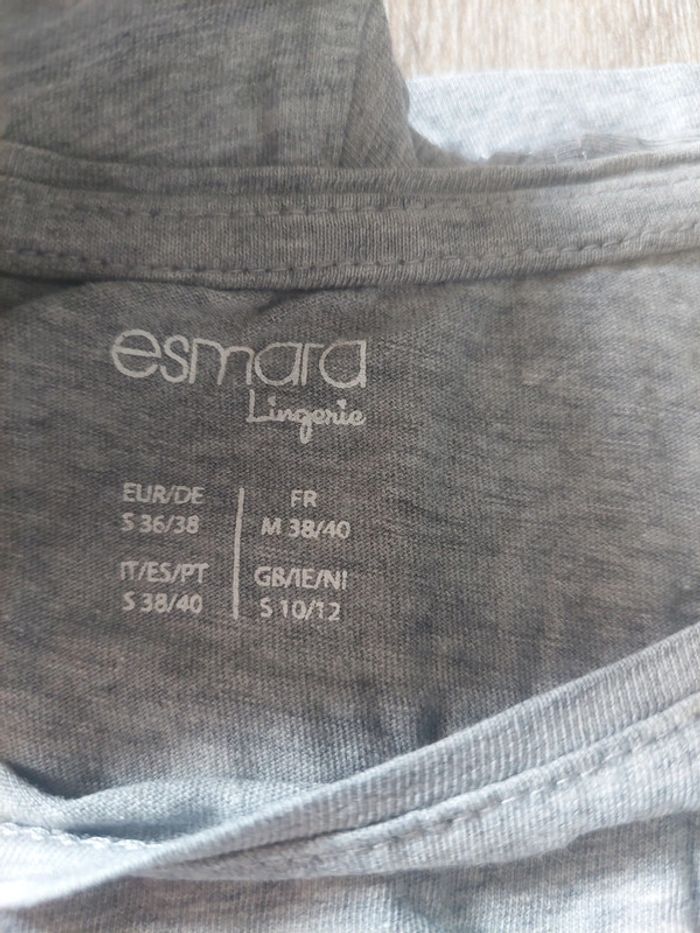 esmara
Lingerie
EUR/DE
S 36/38
FR
M 38/40
IT/ES/PT
S 38/40
GB/IE/NI
S 10/12